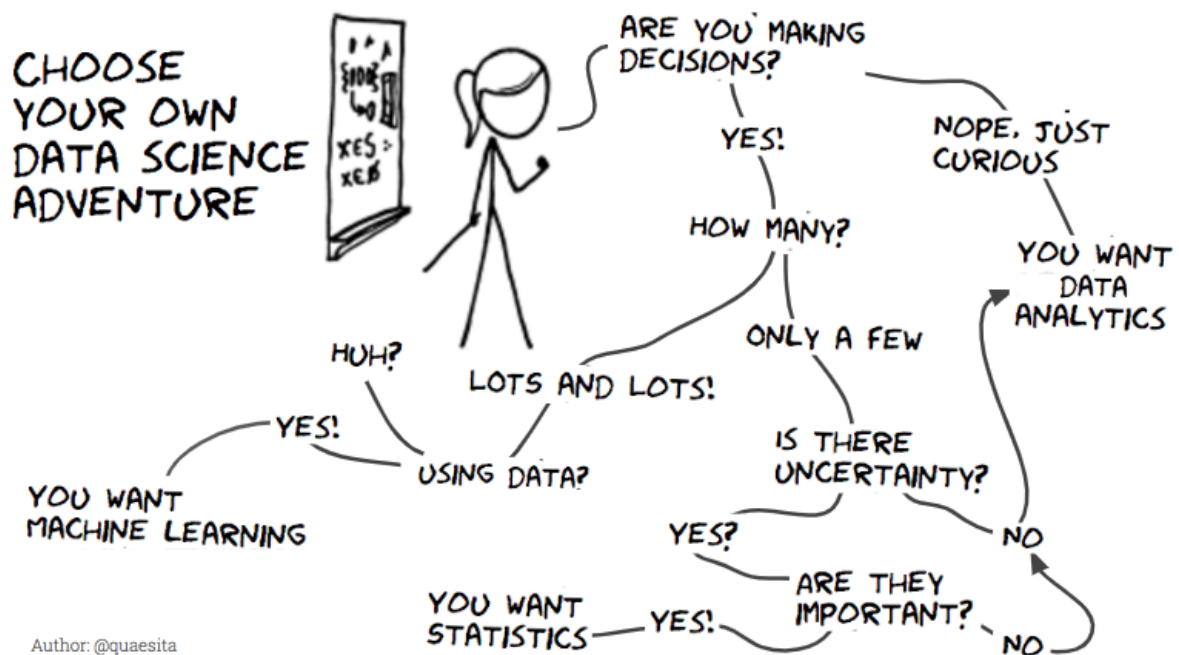 CHOOSE
YOUR OWN
DATA SCIENCE
ADVENTURE
ARE YOU MAKING
DECISIONS?
YES!
NOPE, JUST
CURIOUS
HOW MANY?
YOU WANT
DATA
ANALYTICS
ONLY A FEW
HUH?
LOTS AND LOTS!
YES!
USING DATA?
YOU WANT
MACHINE LEARNING
IS THERE
UNCERTAINTY?
YES?
NO
ARE THEY
IMPORTANT?
YOU WANT
STATISTICS
YES!
NO
Author: @quaesita